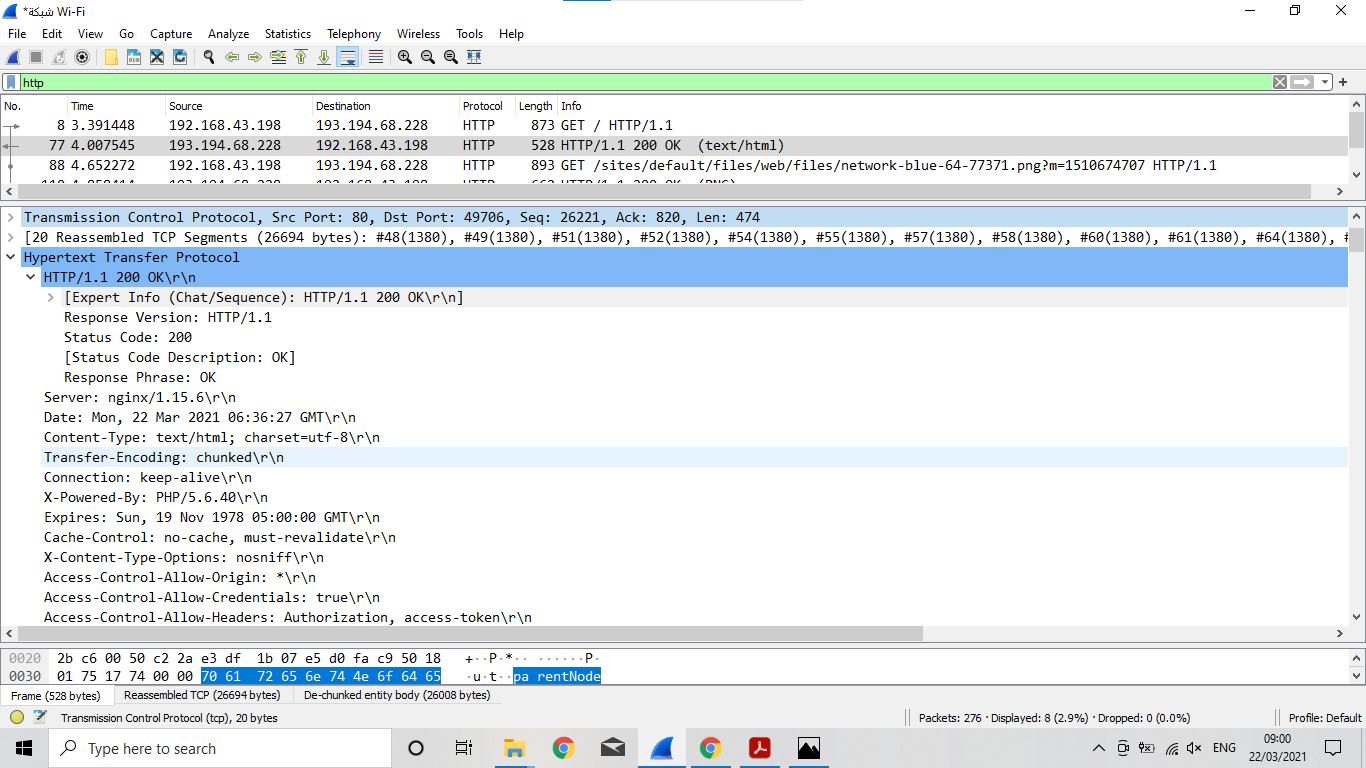 *شبكة Wi-Fi
File Edit View Go Capture Analyze Statistics Telephony Wireless Tools Help
http
No. Time Source Destination Protocol Length Info
8 3.391448 192.168.43.198 193.194.68.228 HTTP 873 GET / HTTP/1.1
77 4.007545 193.194.68.228 192.168.43.198 HTTP 528 HTTP/1.1 200 OK (text/html)
88 4.652272 192.168.43.198 193.194.68.228 HTTP 893 GET /sites/default/files/web/files/network-blue-64-77371.png?m=1510674707 HTTP/1.1
Transmission Control Protocol, Src Port: 80, Dst Port: 49706, Seq: 26221, Ack: 820, Len: 474
[20 Reassembled TCP Segments (26694 bytes): #48(1380), #49(1380), #51(1380), #52(1380), #54(1380), #55(1380), #57(1380), #58(1380), #60(1380), #61(1380), #64(1380), #
Hypertext Transfer Protocol
HTTP/1.1 200 OK\r\n
[Expert Info (Chat/Sequence): HTTP/1.1 200 OK\r\n]
Response Version: HTTP/1.1
Status Code: 200
[Status Code Description: OK]
Response Phrase: OK
Server: nginx/1.15.6\r\n
Date: Mon, 22 Mar 2021 06:36:27 GMT\r\n
Content-Type: text/html; charset=utf-8\r\n
Transfer-Encoding: chunked\r\n
Connection: keep-alive\r\n
X-Powered-By: PHP/5.6.40\r\n
Expires: Sun, 19 Nov 1978 05:00:00 GMT\r\n
Cache-Control: no-cache, must-revalidate\r\n
X-Content-Type-Options: nosniff\r\n
Access-Control-Allow-Origin: *\r\n
Access-Control-Allow-Credentials: true\r\n
Access-Control-Allow-Headers: Authorization, access-token\r\n
0020 2b c6 00 50 c2 2a e3 df 1b 07 e5 d0 fa c9 50 18 +··P·*·· ······P·
0030 01 75 17 74 00 00 70 61 72 65 6e 74 4e 6f 64 65 ·u·t··pa rentNode
Frame (528 bytes) Reassembled TCP (26694 bytes) De-chunked entity body (26008 bytes)
Transmission Control Protocol (tcp), 20 bytes Packets: 276 · Displayed: 8 (2.9%) · Dropped: 0 (0.0%) Profile: Default
Type here to search ENG 09:00
22/03/2021